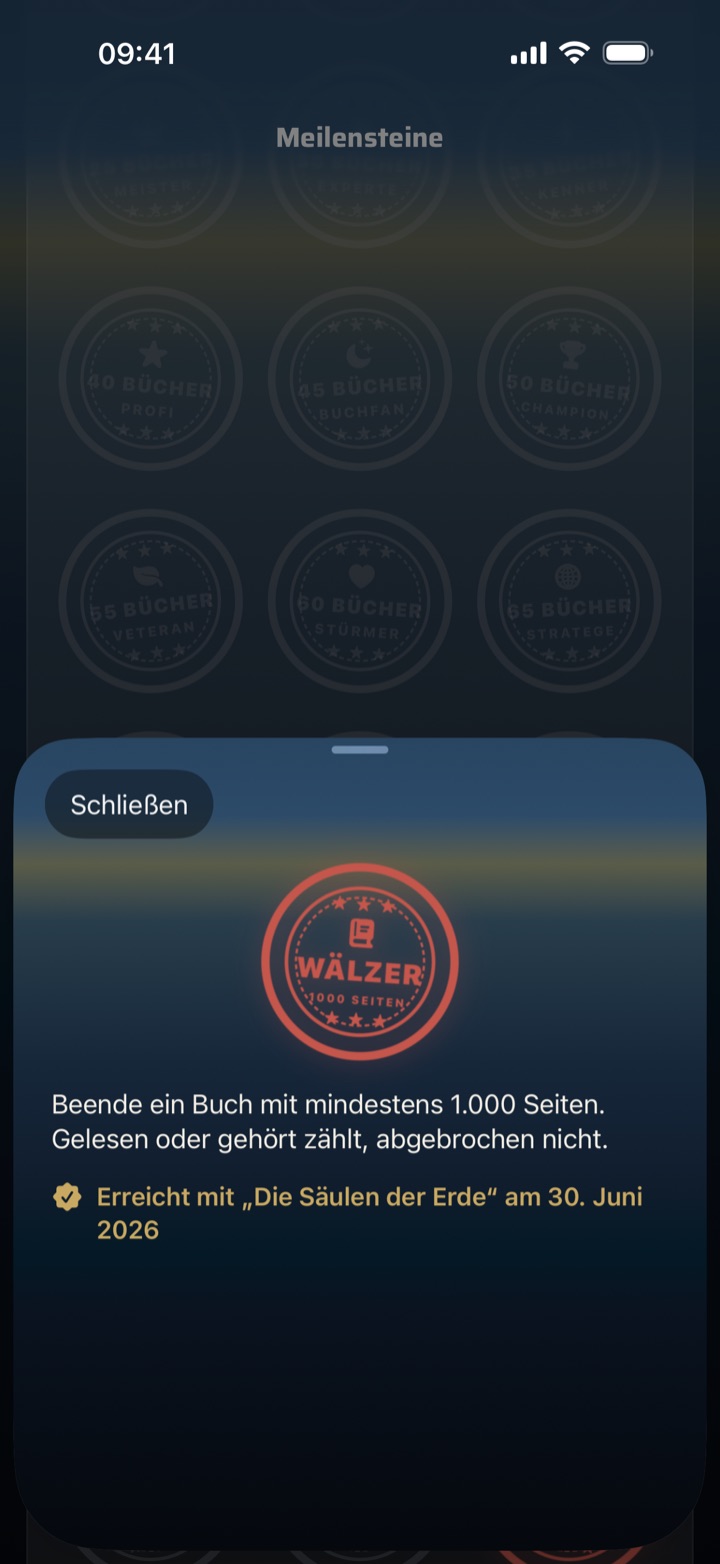 09:41
Meilensteine
MEISTER
EXPERTE
KENNER
40 BÜCHER
PROFI
45 BÜCHER
BUCHFAN
50 BÜCHER
CHAMPION
55 BÜCHER
VETERAN
60 BÜCHER
STÜRMER
65 BÜCHER
STRATEGE
Schließen
WÄLZER
1000 SEITEN
Beende ein Buch mit mindestens 1.000 Seiten.
Gelesen oder gehört zählt, abgebrochen nicht.
Erreicht mit „Die Säulen der Erde“ am 30. Juni
2026